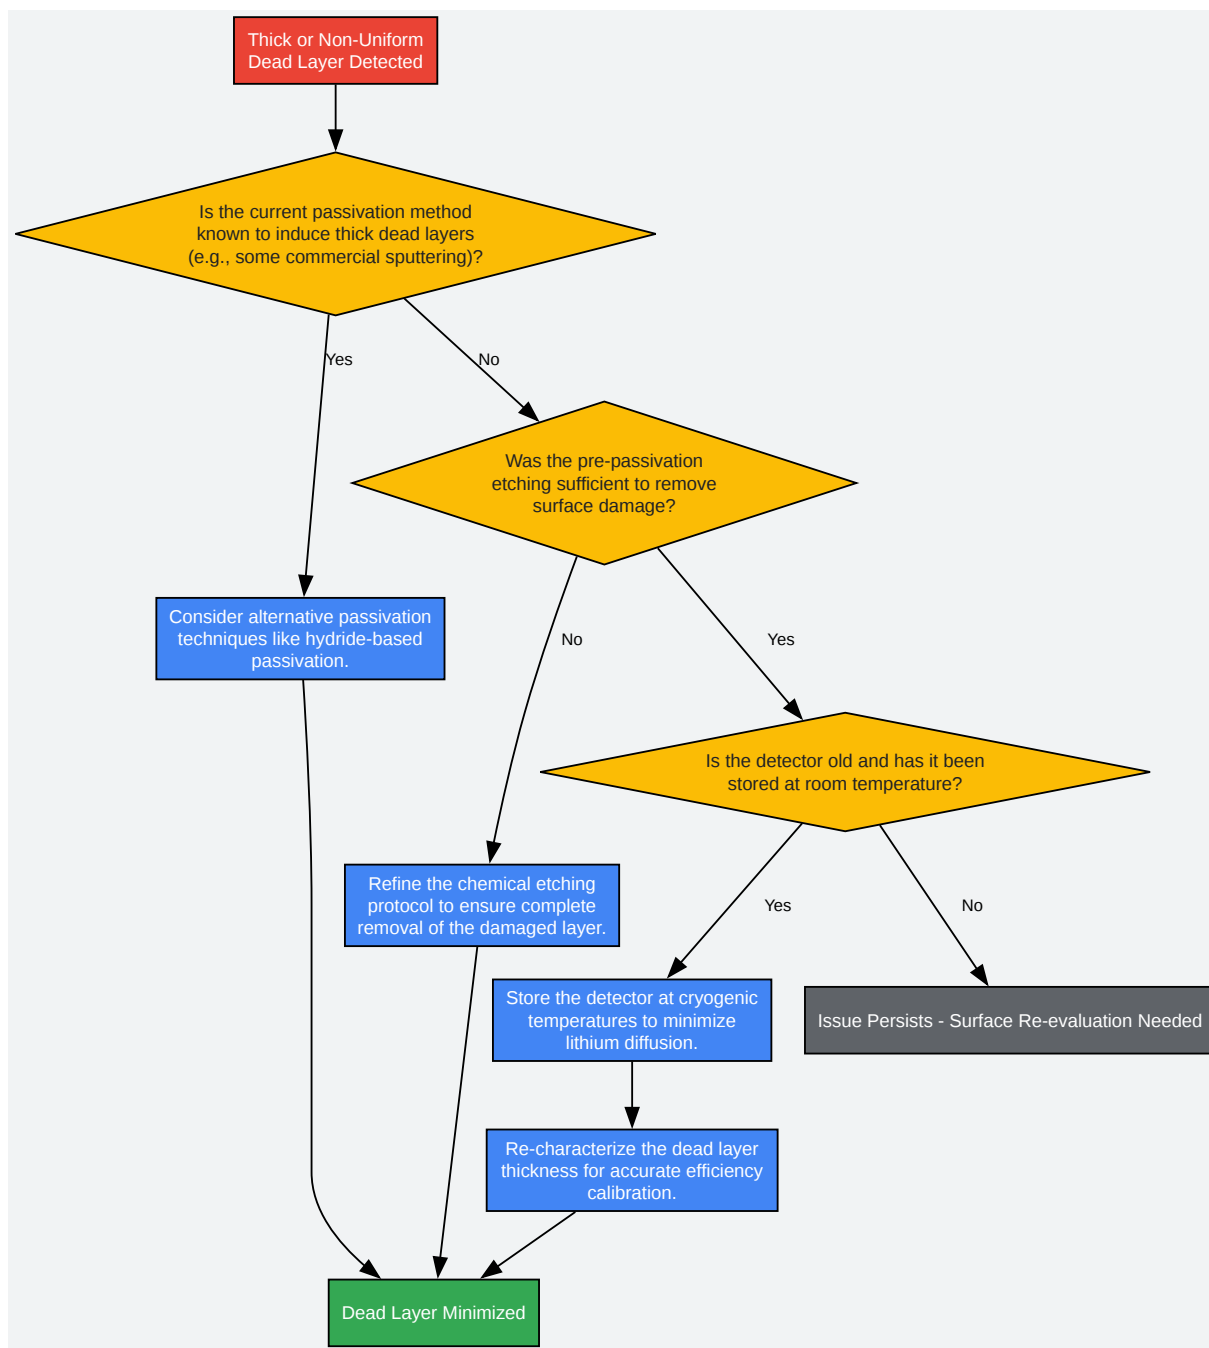 Thick or Non-Uniform
Dead Layer Detected
Is the current passivation method
known to induce thick dead layers
(e.g., some commercial sputtering)?
Yes
No
Was the pre-passivation
etching sufficient to remove
surface damage?
Consider alternative passivation
techniques like hydride-based
passivation.
No
Yes
Is the detector old and has it been
stored at room temperature?
Refine the chemical etching
protocol to ensure complete
removal of the damaged layer.
Yes
No
Store the detector at cryogenic
temperatures to minimize
lithium diffusion.
Issue Persists - Surface Re-evaluation Needed
Re-characterize the dead layer
thickness for accurate efficiency
calibration.
Dead Layer Minimized